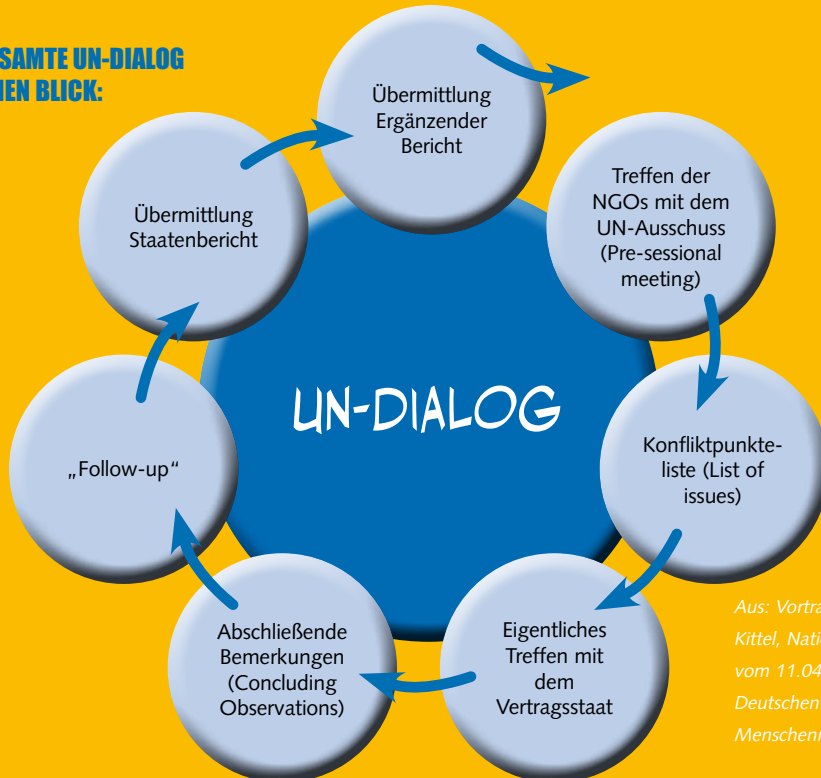 SAMTE UN-DIALOG
BLICK:
Übermittlung
Ergänzender
Bericht
Treffen der
NGOs mit dem
UN-Ausschuss
(Pre-sessional
meeting)
Konfliktpunkte-
liste (List of
issues)
Eigentliches
Treffen mit
dem
Vertragsstaat
Abschließende
Bemerkungen
(Concluding
Observations)
„Follow-up“
Übermittlung
Staatenbericht
UN-DIALOG
Aus: Vortra
Kittel, Nati
vom 11.04
Deutschen
Menschenr